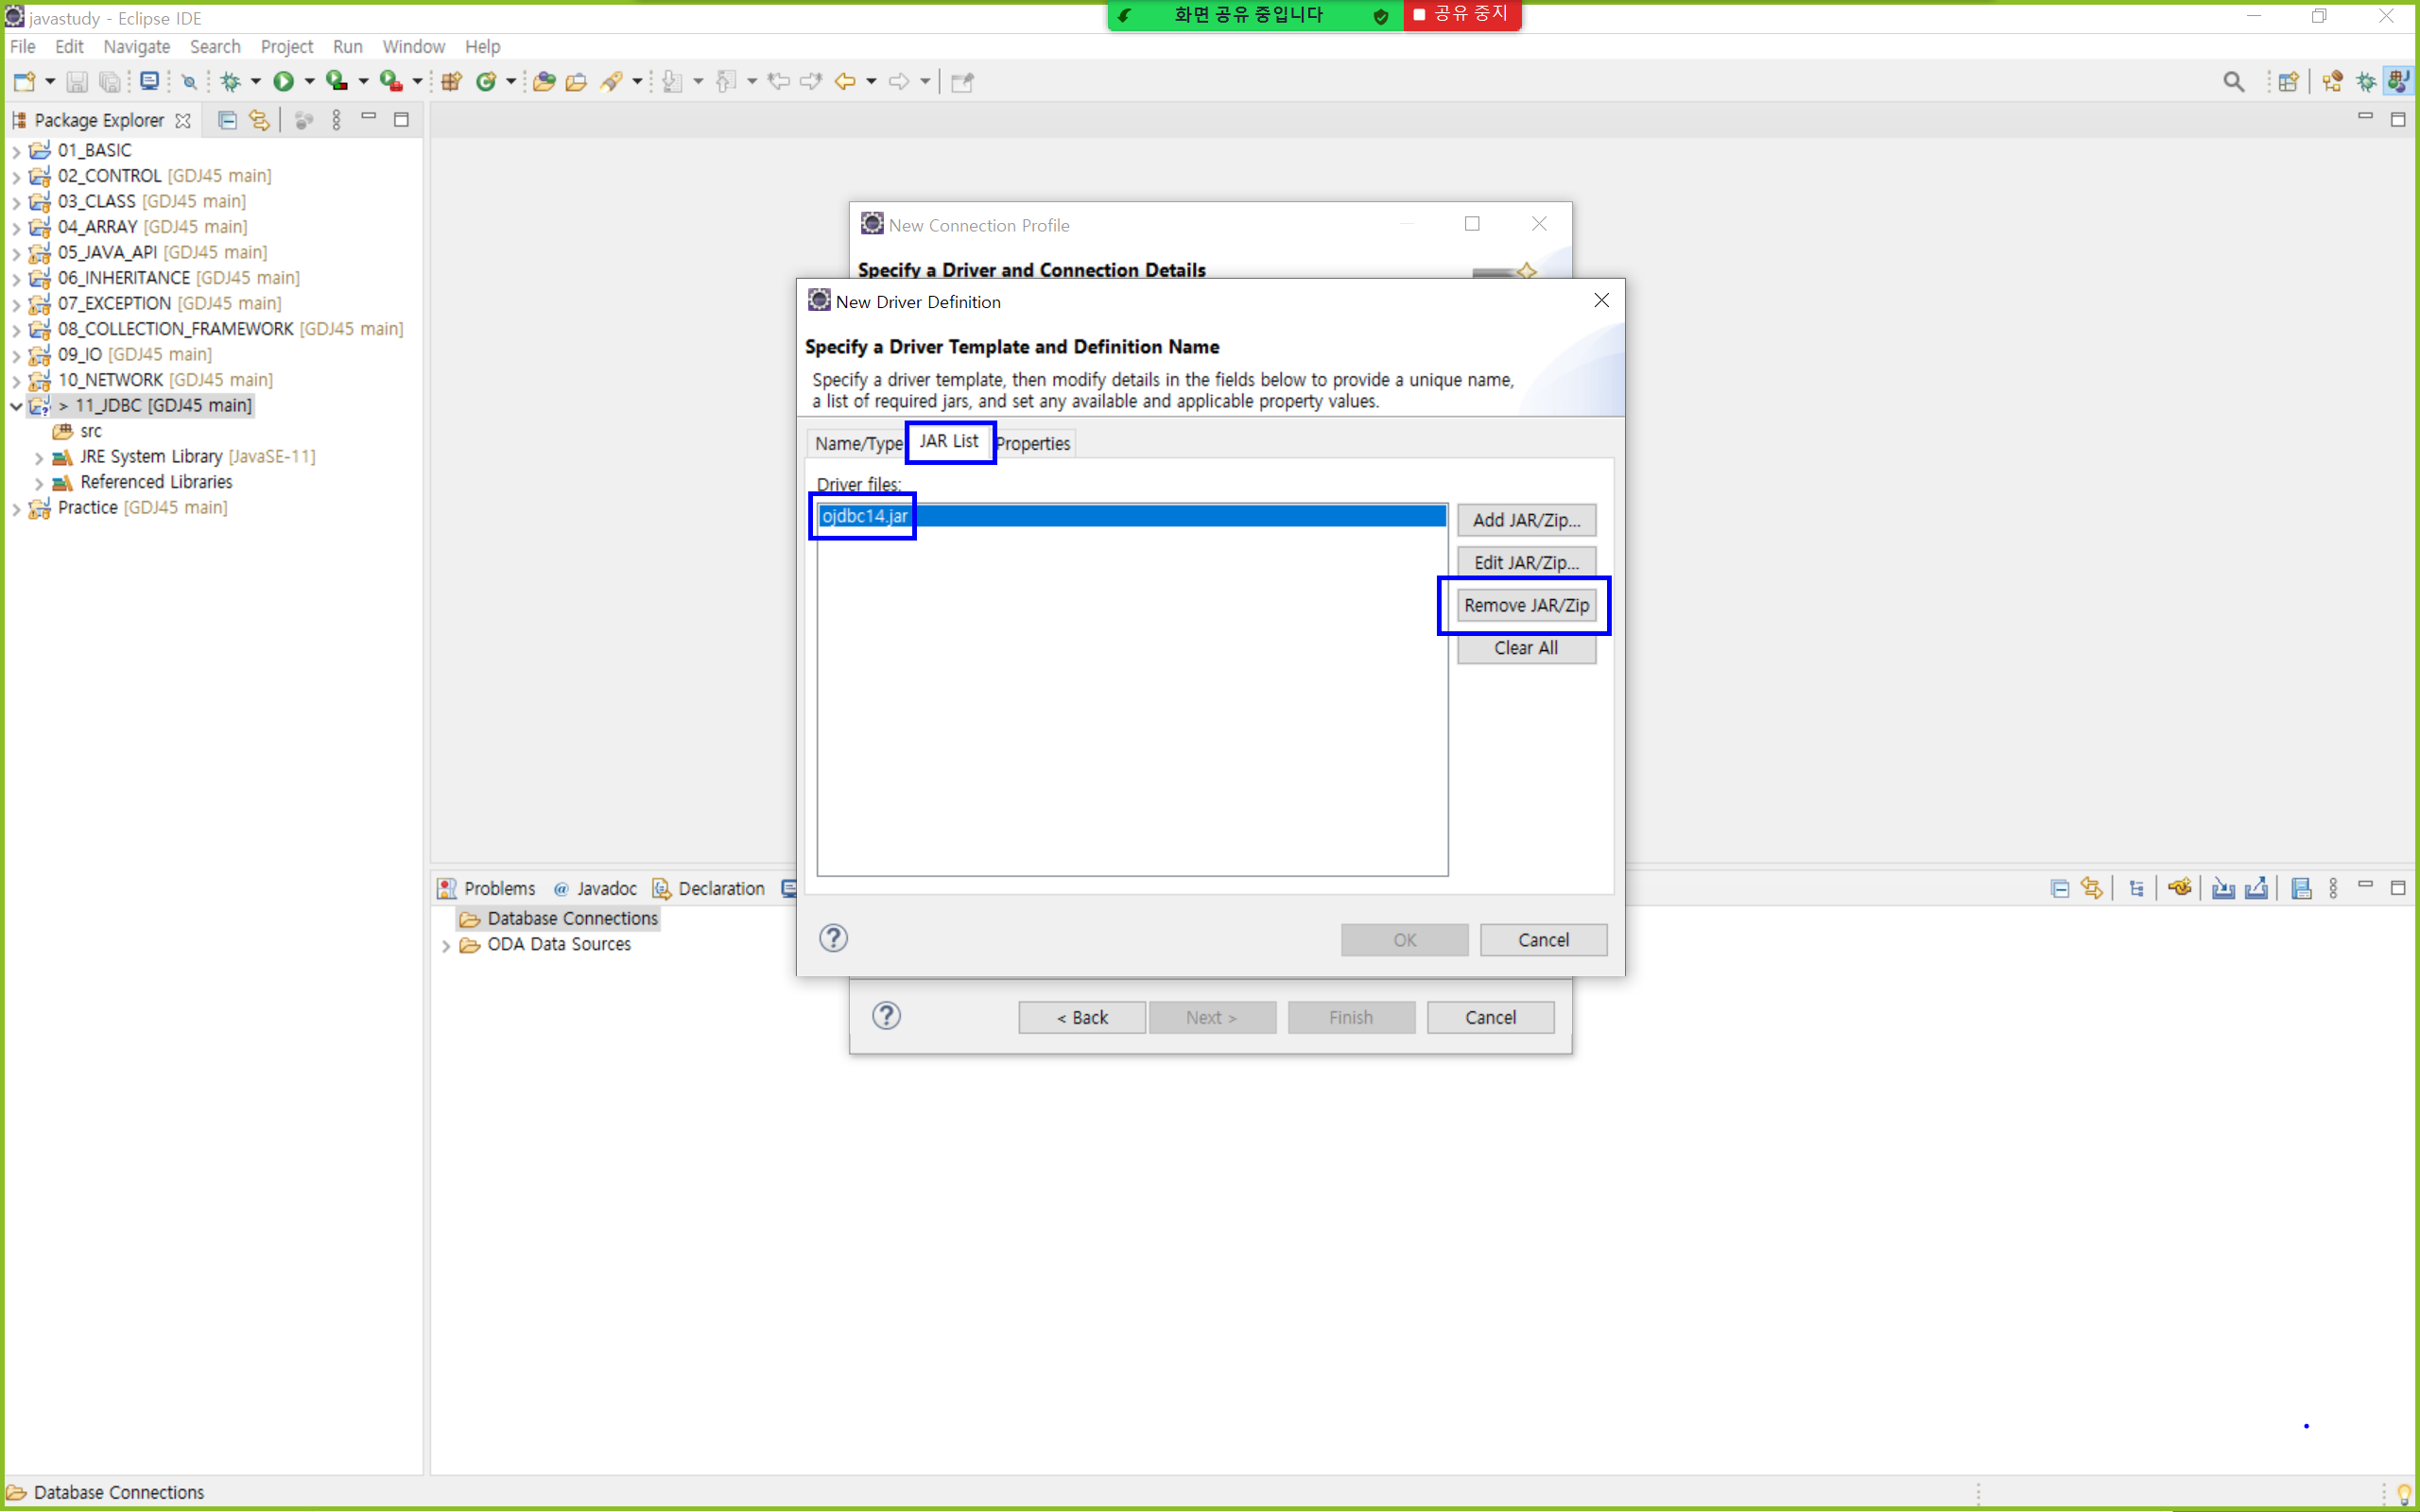 javastudy - Eclipse IDE
화면 공유 중입니다
공유 중지
File Edit Navigate Search Project Run Window Help
Package Explorer
01_BASIC
02_CONTROL [GDJ45 main]
03_CLASS [GDJ45 main]
04_ARRAY [GDJ45 main]
05_JAVA_API [GDJ45 main]
06_INHERITANCE [GDJ45 main]
07_EXCEPTION [GDJ45 main]
08_COLLECTION_FRAMEWORK [GDJ45 main]
09_IO [GDJ45 main]
10_NETWORK [GDJ45 main]
> 11_JDBC [GDJ45 main]
src
JRE System Library [JavaSE-11]
Referenced Libraries
Practice [GDJ45 main]
New Connection Profile
Specify a Driver and Connection Details
New Driver Definition
Specify a Driver Template and Definition Name
Specify a driver template, then modify details in the fields below to provide a unique name,
a list of required jars, and set any available and applicable property values.
Name/Type JAR List Properties
Driver files:
ojdbc14.jar
Add JAR/Zip...
Edit JAR/Zip...
Remove JAR/Zip
Clear All
OK Cancel
< Back Next > Finish Cancel
Problems Javadoc Declaration
Database Connections
ODA Data Sources
Database Connections